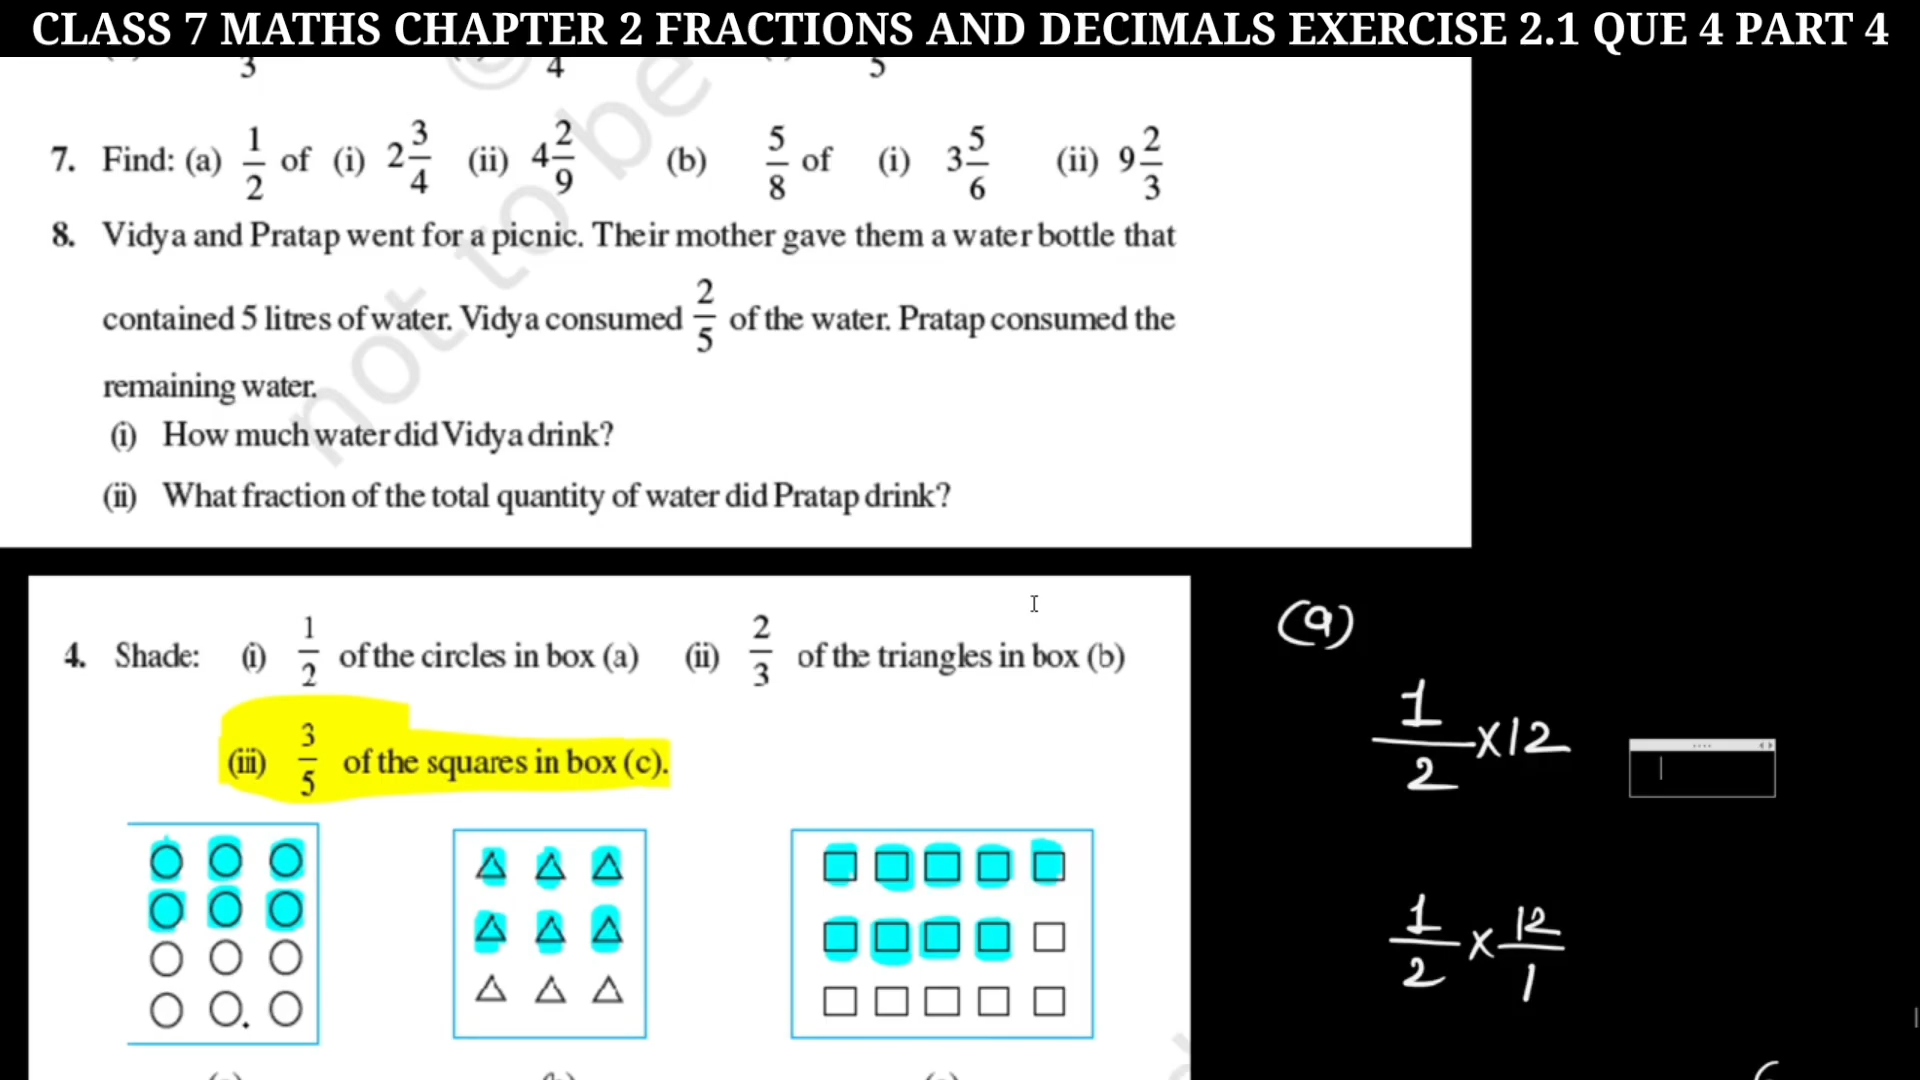 CLASS 7 MATHS CHAPTER 2 FRACTIONS AND DECIMALS EXERCISE 2.1 QUE 4 PART 4
3 4 5
7. Find: (a) 1/2 of (i) 2 3/4 (ii) 4 2/9 (b) 5/8 of (i) 3 5/6 (ii) 9 2/3
8. Vidya and Pratap went for a picnic. Their mother gave them a water bottle that
contained 5 litres of water. Vidya consumed 2/5 of the water. Pratap consumed the
remaining water.
(i) How much water did Vidya drink?
(ii) What fraction of the total quantity of water did Pratap drink?
not to be
4. Shade: (i) 1/2 of the circles in box (a) (ii) 2/3 of the triangles in box (b)
(iii) 3/5 of the squares in box (c).
(a)
1/2 ×12
1/2 × 12/1